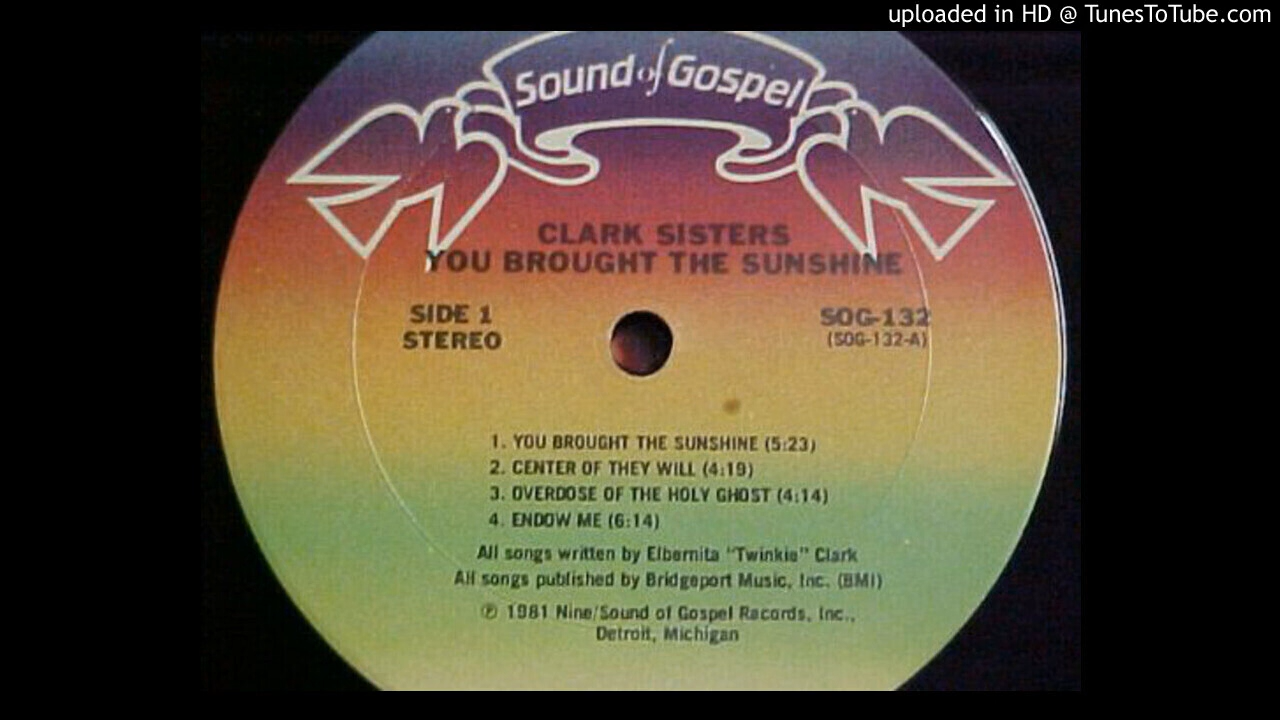 uploaded in HD @ TunesToTube.com
Sound of Gospel
CLARK SISTERS
YOU BROUGHT THE SUNSHINE
SIDE 1
STEREO
SOG-132
(SOG-132-A)
1. YOU BROUGHT THE SUNSHINE (5:23)
2. CENTER OF THEY WILL (4:19)
3. OVERDOSE OF THE HOLY GHOST (4:14)
4. ENDOW ME (6:14)
All songs written by Elbernita "Twinkie" Clark
All songs published by Bridgeport Music, Inc. (BMI)
℗ 1981 Nine/Sound of Gospel Records, Inc.,
Detroit, Michigan